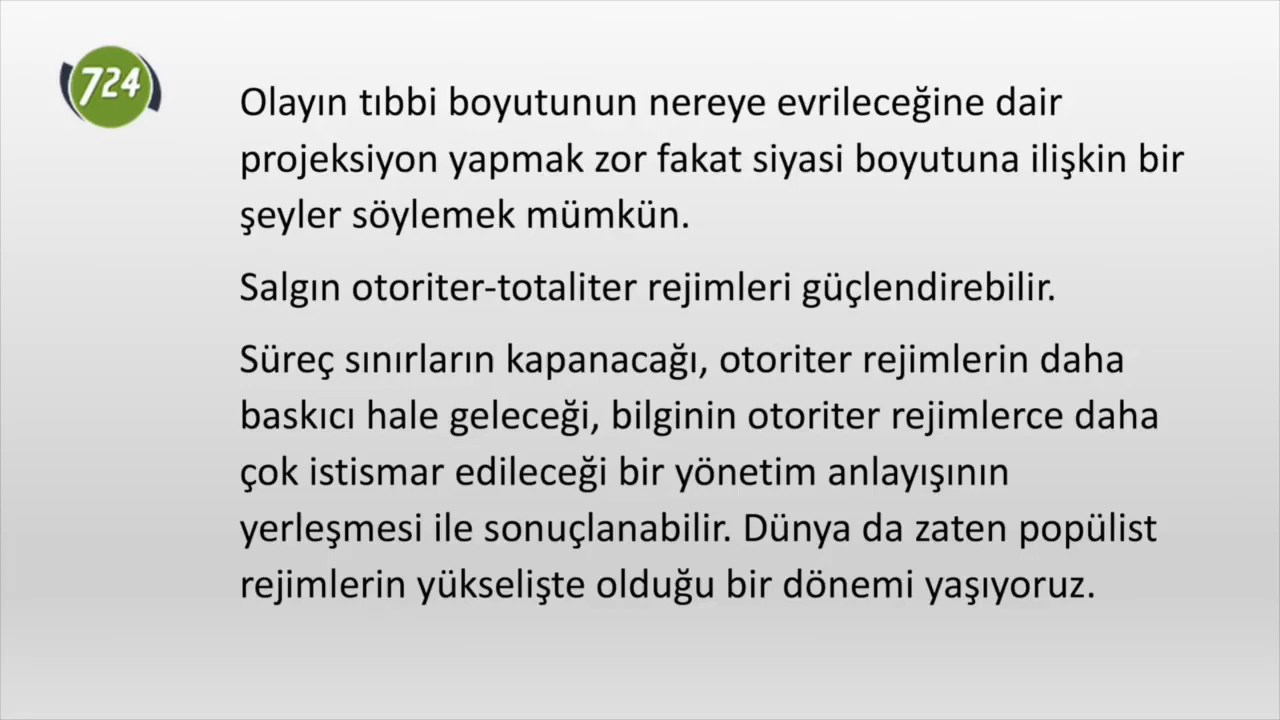 724
Olayın tıbbi boyutunun nereye evrileceğine dair
projeksiyon yapmak zor fakat siyasi boyutuna ilişkin bir
şeyler söylemek mümkün.
Salgın otoriter-totaliter rejimleri güçlendirebilir.
Süreç sınırların kapanacağı, otoriter rejimlerin daha
baskıcı hale geleceği, bilginin otoriter rejimlerce daha
çok istismar edileceği bir yönetim anlayışının
yerleşmesi ile sonuçlanabilir. Dünya da zaten popülist
rejimlerin yükselişte olduğu bir dönemi yaşıyoruz.